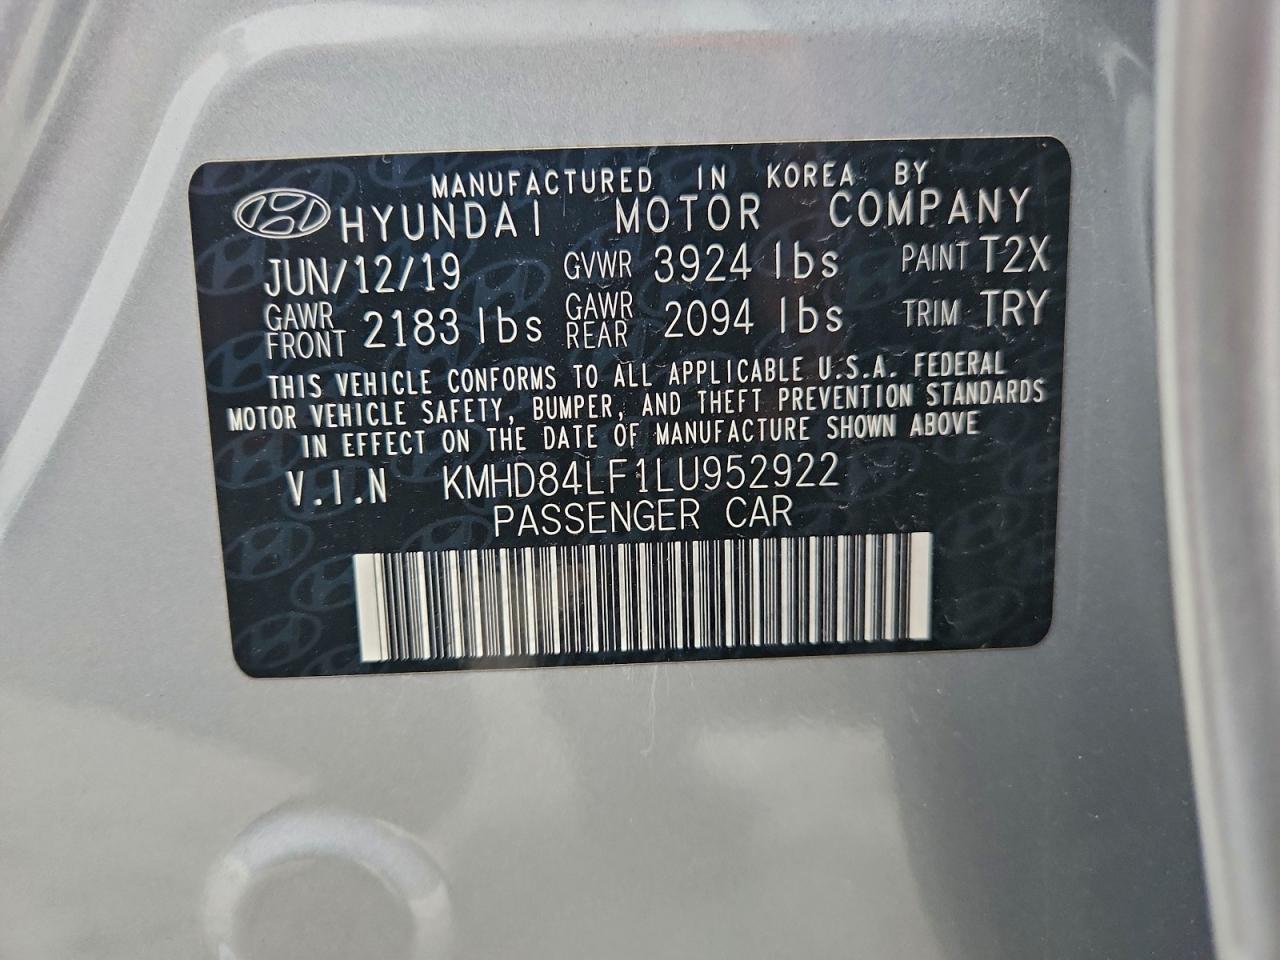 MANUFACTURED IN KOREA BY
HYUNDAI MOTOR COMPANY
JUN/12/19 GVWR 3924 lbs PAINT T2X
GAWR FRONT 2183 lbs GAWR REAR 2094 lbs TRIM TRY
THIS VEHICLE CONFORMS TO ALL APPLICABLE U.S.A. FEDERAL
MOTOR VEHICLE SAFETY, BUMPER, AND THEFT PREVENTION STANDARDS
IN EFFECT ON THE DATE OF MANUFACTURE SHOWN ABOVE
V.I.N KMHD84LF1LU952922
PASSENGER CAR